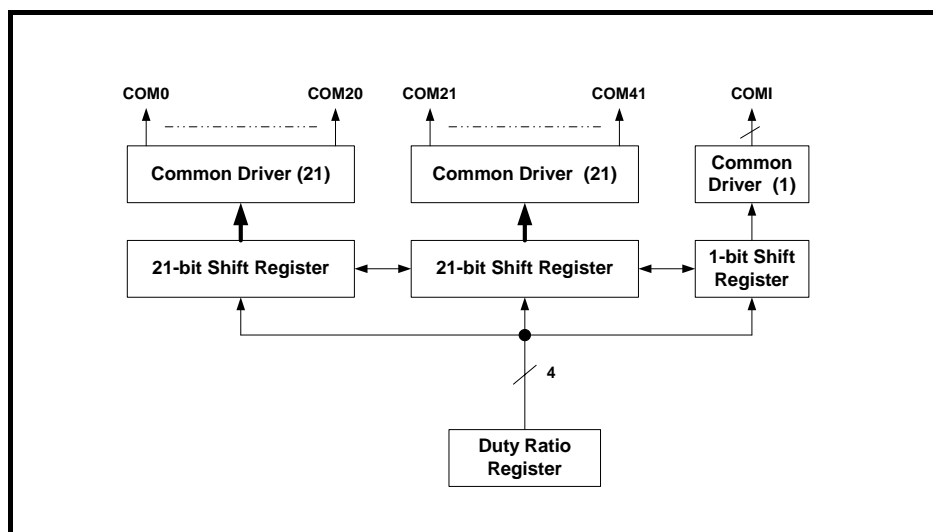 COM0 COM20 COM21 COM41 COMI
Common Driver (21)
Common Driver (21)
Common
Driver (1)
21-bit Shift Register
21-bit Shift Register
1-bit Shift
Register
4
Duty Ratio
Register